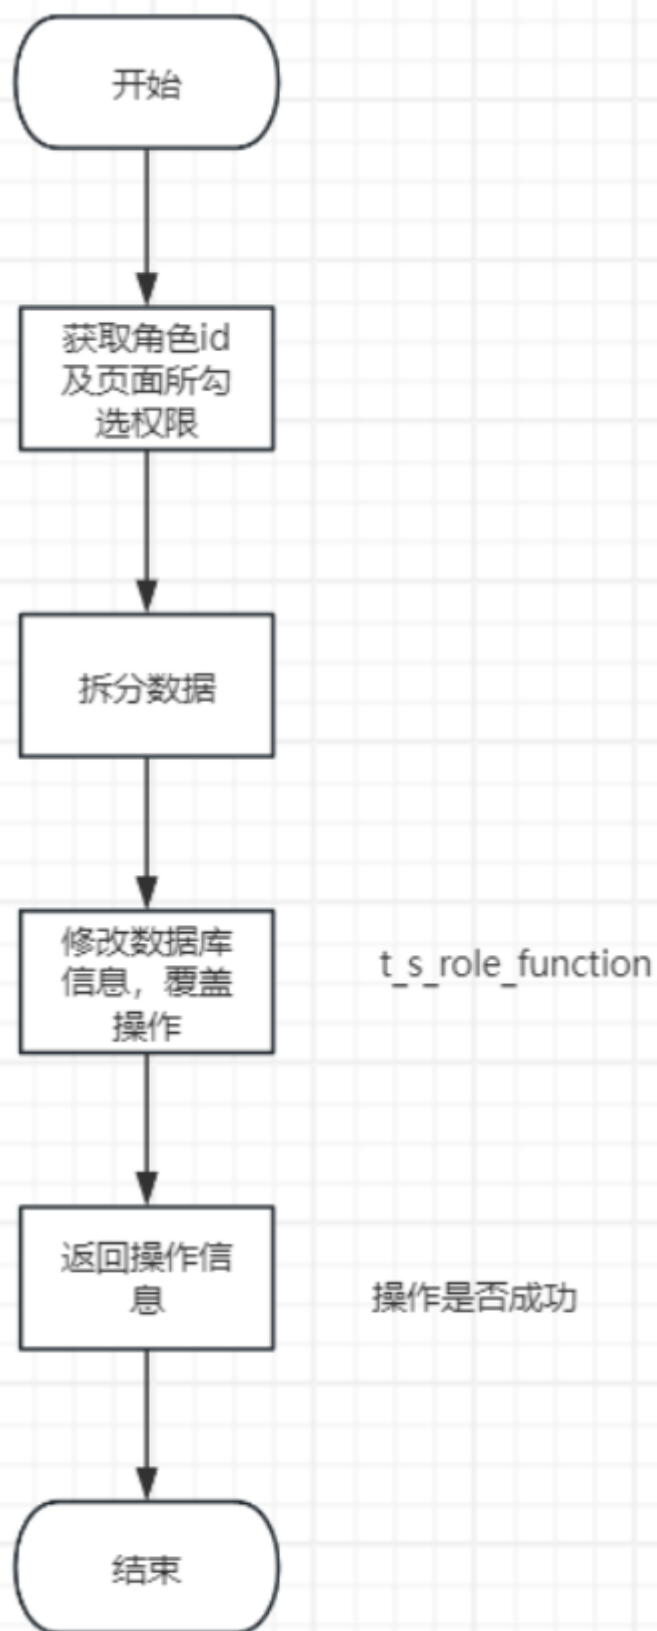 开始
获取角色id
及页面所勾
选权限
拆分数据
修改数据库
信息，覆盖
操作
t_s_role_function
返回操作信
息
操作是否成功
结束